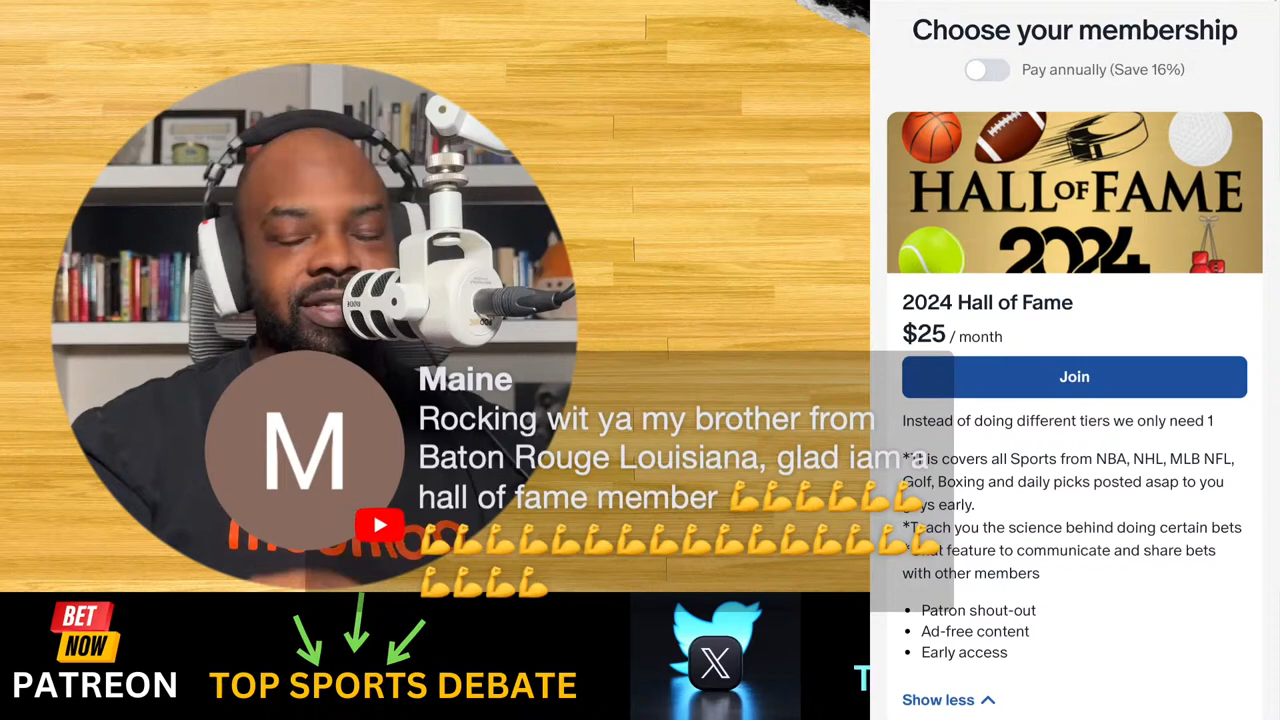 Choose your membership
Pay annually (Save 16%)
HALL OF FAME
2024
2024 Hall of Fame
$25 / month
Join
Instead of doing different tiers we only need 1
covers all Sports from NBA, NHL, MLB NFL,
Golf, Boxing and daily picks posted asap to you
early.
*Teach you the science behind doing certain bets
feature to communicate and share bets
with other members
• Patron shout-out
• Ad-free content
• Early access
Show less
RODE
M
Maine
Rocking wit ya my brother from
Baton Rouge Louisiana, glad iam a
hall of fame member 💪💪💪💪💪💪
💪💪💪💪💪💪💪💪💪💪💪💪💪💪💪💪
💪💪💪💪
BET
NOW
PATREON
TOP SPORTS DEBATE
X
T